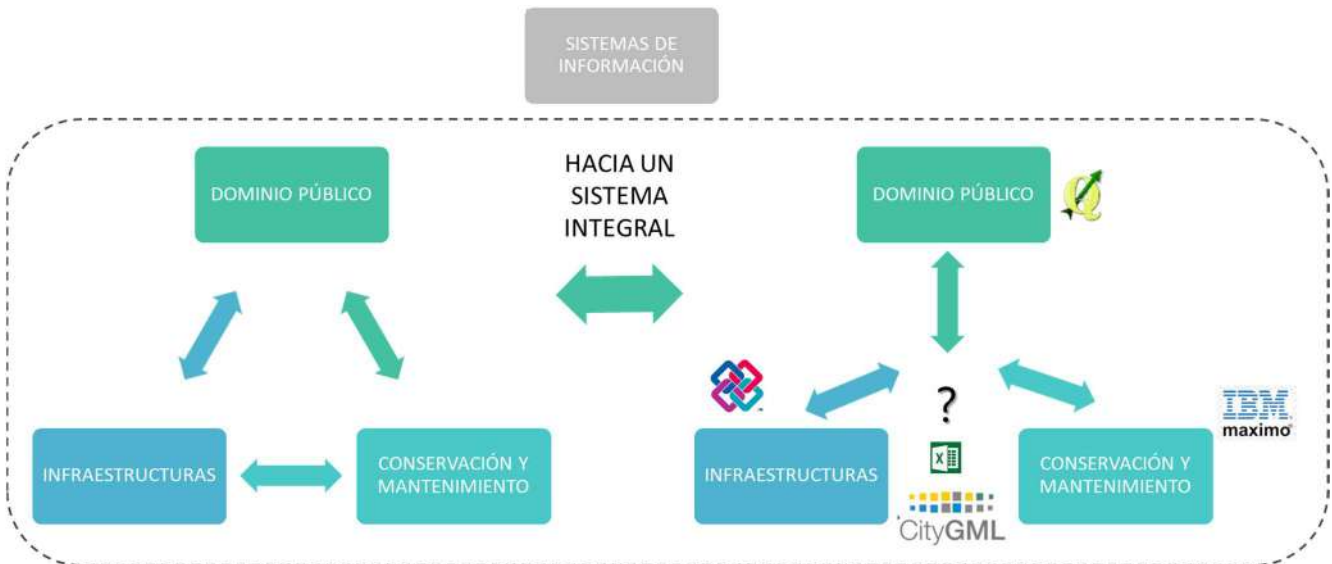 SISTEMAS DE
INFORMACIÓN
DOMINIO PÚBLICO
INFRAESTRUCTURAS
CONSERVACIÓN Y
MANTENIMIENTO
HACIA UN
SISTEMA
INTEGRAL
DOMINIO PÚBLICO
INFRAESTRUCTURAS
?
CityGML
CONSERVACIÓN Y
MANTENIMIENTO
IBM
maximo